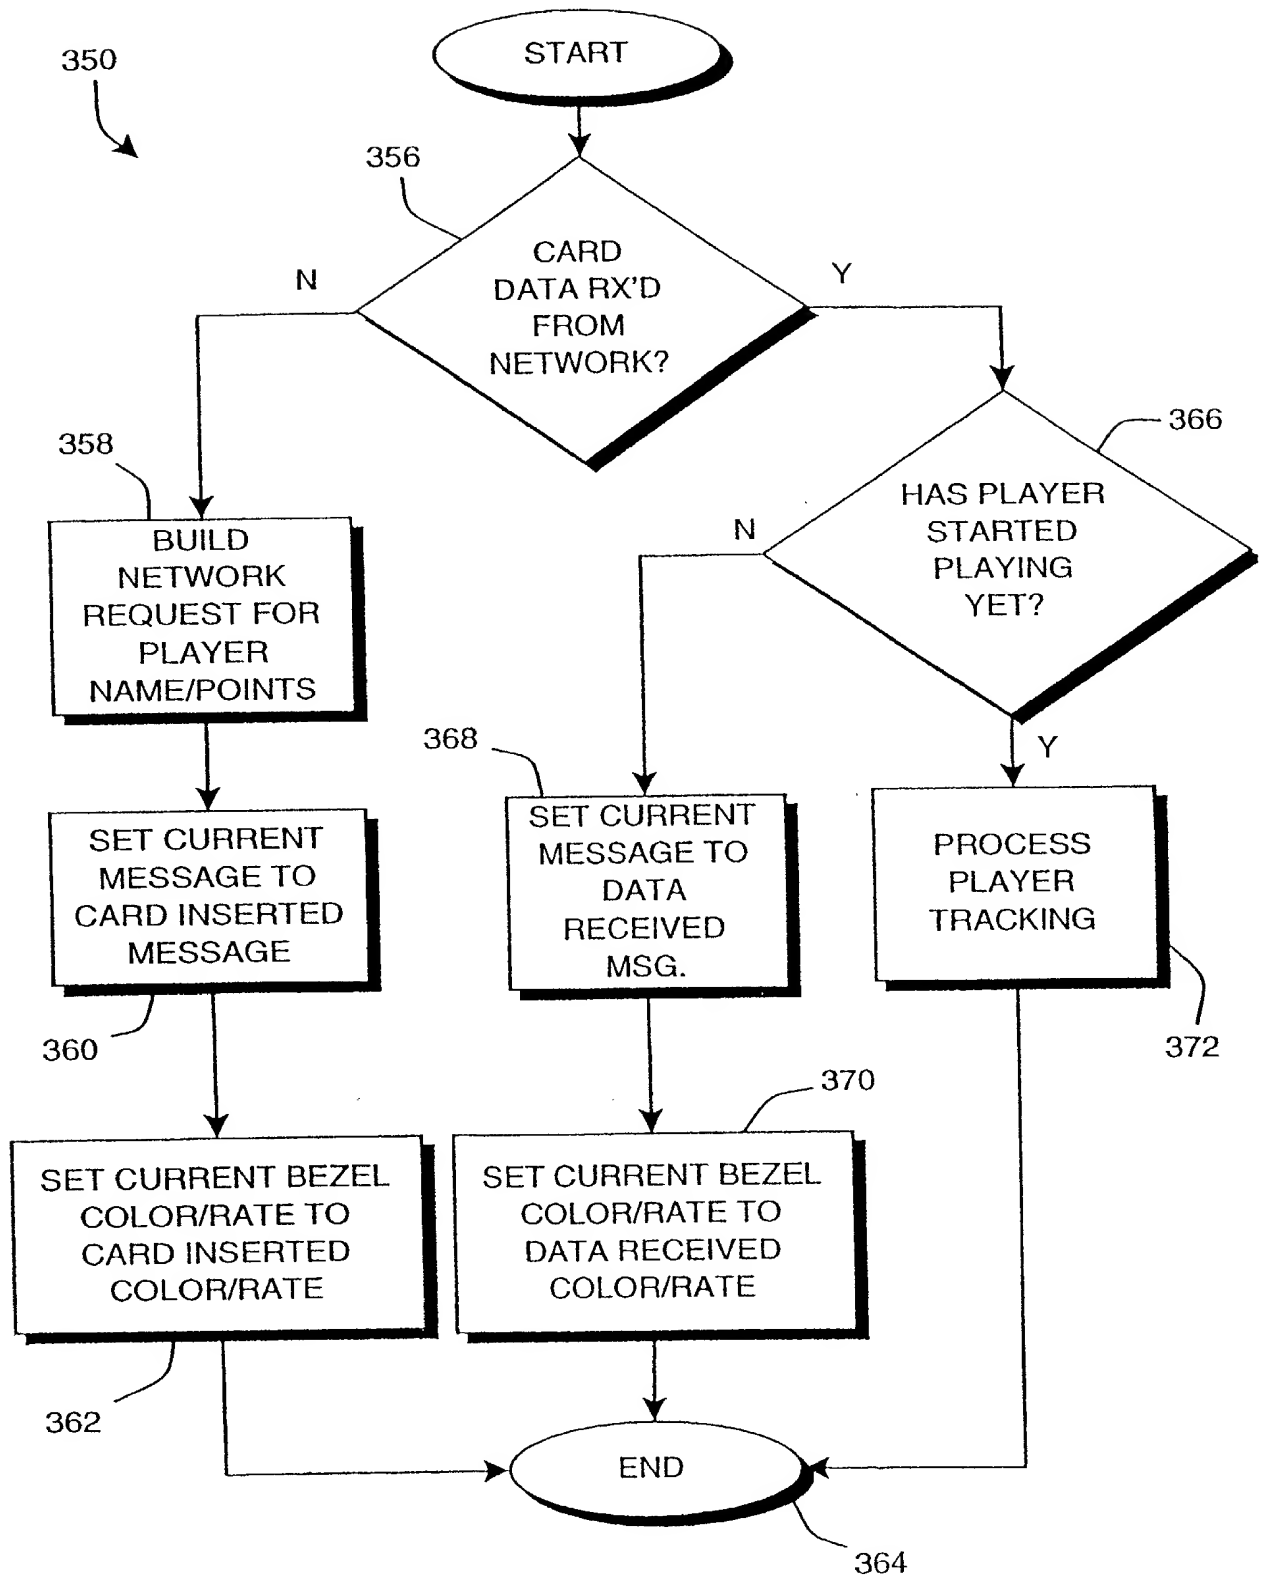 START
350
356
CARD
DATA RX'D
FROM
NETWORK?
N
Y
366
HAS PLAYER
STARTED
PLAYING
YET?
N
Y
358
BUILD
NETWORK
REQUEST FOR
PLAYER
NAME/POINTS
368
SET CURRENT
MESSAGE TO
DATA
RECEIVED
MSG.
PROCESS
PLAYER
TRACKING
372
SET CURRENT
MESSAGE TO
CARD INSERTED
MESSAGE
360
370
SET CURRENT BEZEL
COLOR/RATE TO
CARD INSERTED
COLOR/RATE
362
SET CURRENT BEZEL
COLOR/RATE TO
DATA RECEIVED
COLOR/RATE
END
364